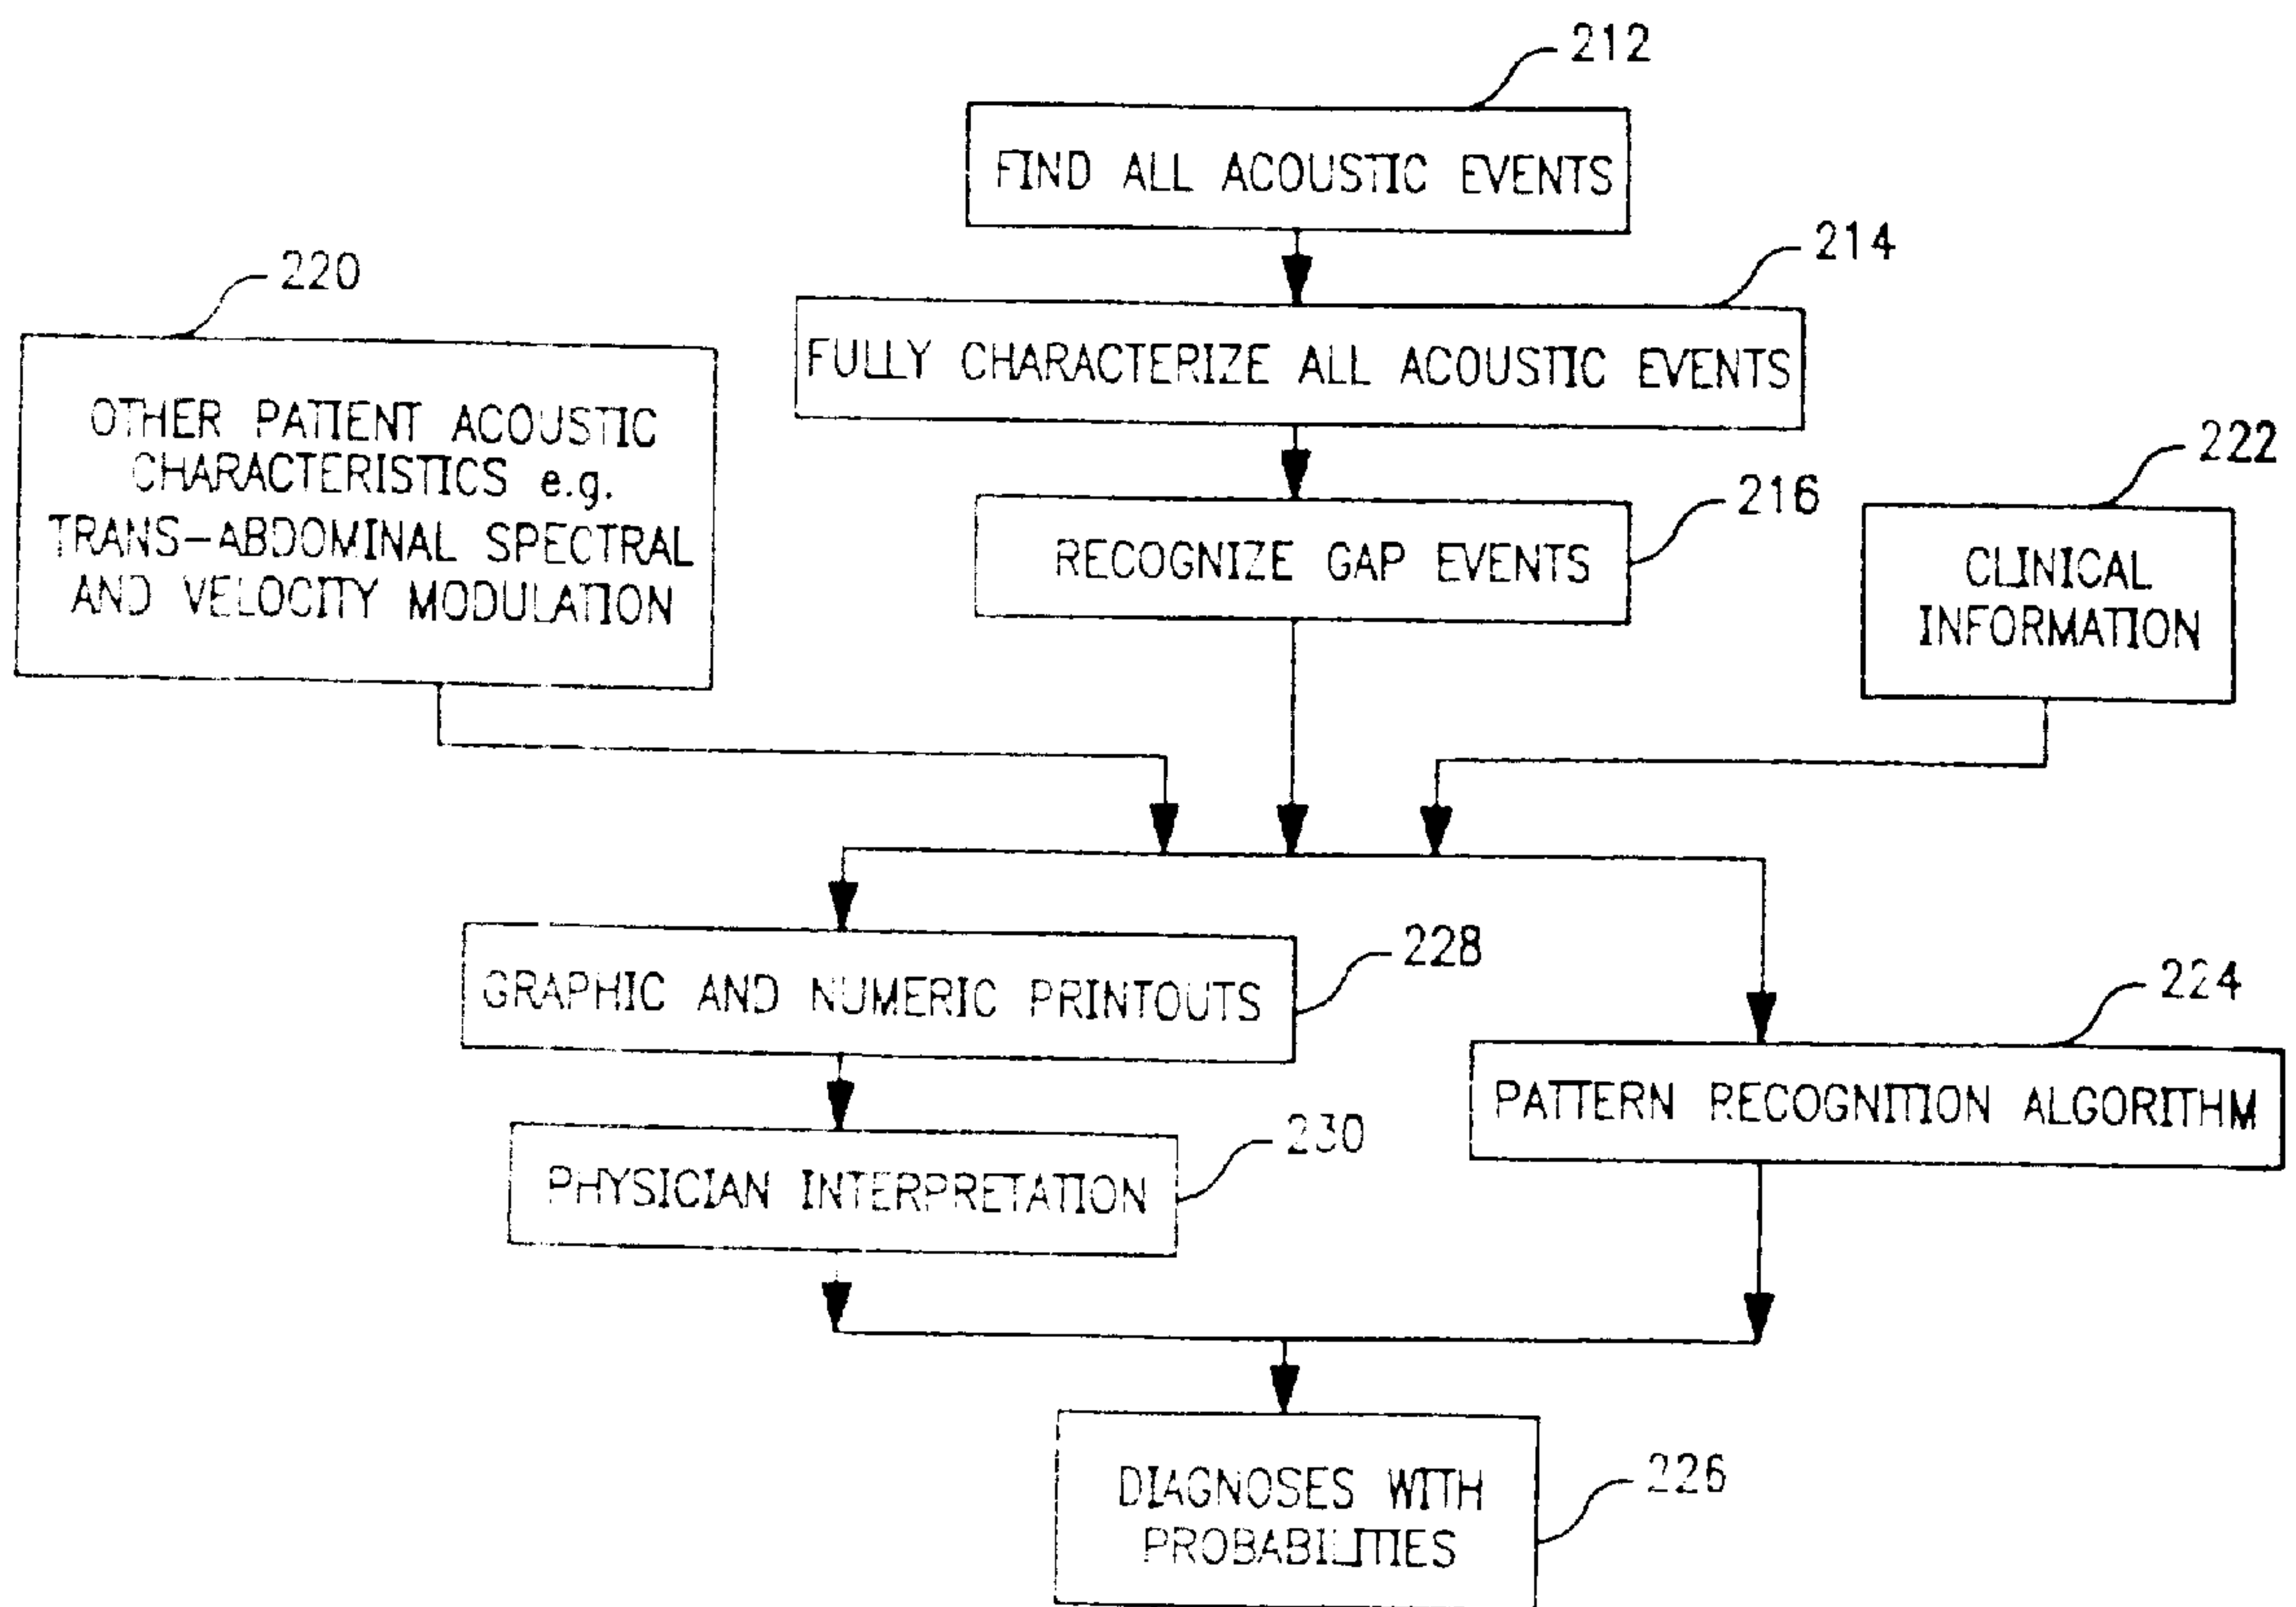 212
FIND ALL ACOUSTIC EVENTS
214
FULLY CHARACTERIZE ALL ACOUSTIC EVENTS
220
OTHER PATIENT ACOUSTIC
CHARACTERISTICS e.g.
TRANS-ABDOMINAL SPECTRAL
AND VELOCITY MODULATION
216
RECOGNIZE GAP EVENTS
222
CLINICAL
INFORMATION
228
GRAPHIC AND NUMERIC PRINTOUTS
224
PATTERN RECOGNITION ALGORITHM
230
PHYSICIAN INTERPRETATION
226
DIAGNOSES WITH
PROBABILITIES